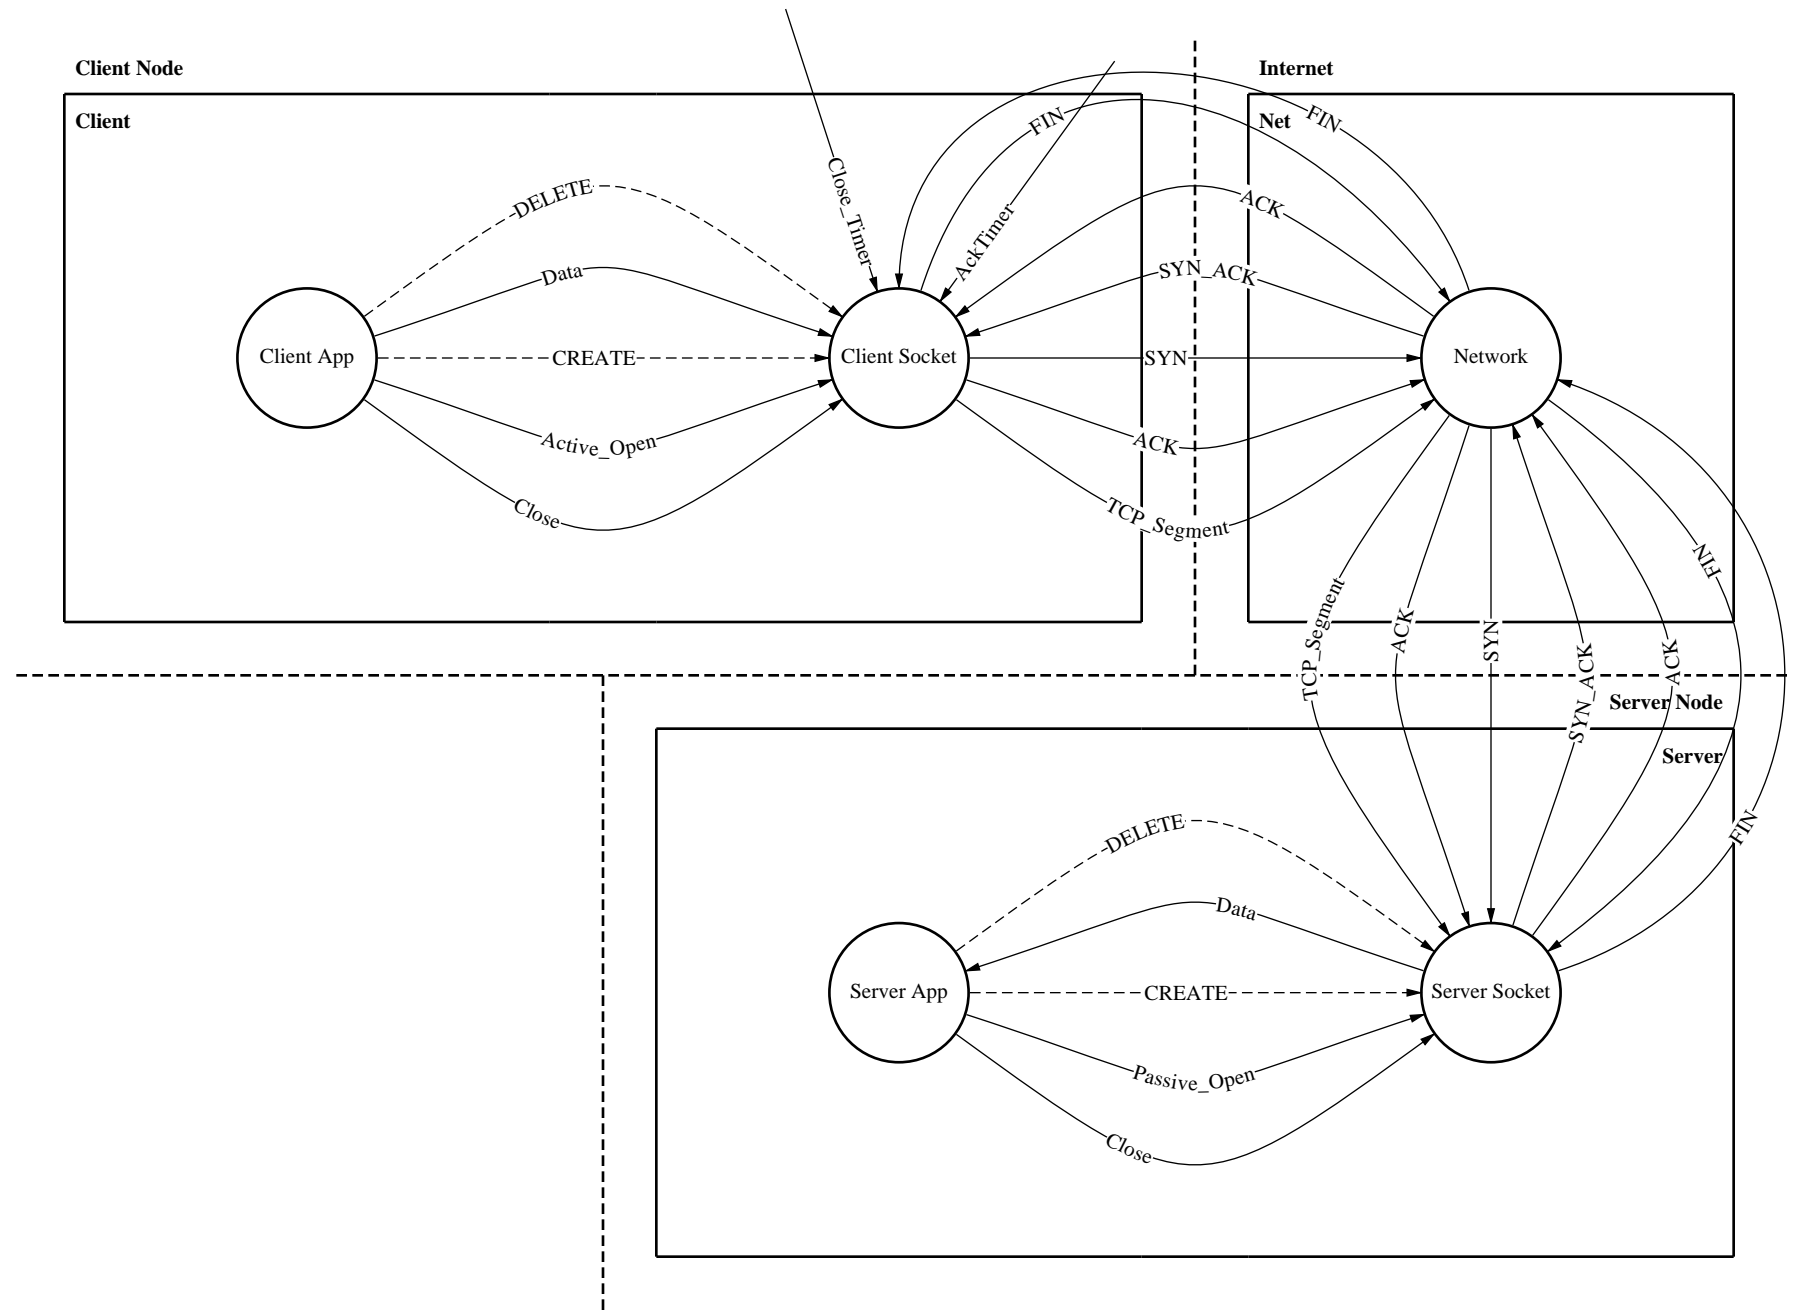 Client Node
Internet
Client
Net
FIN
FIN
DELETE
Close_Timer
ACK
AckTimer
Data
SYN_ACK
Client App
CREATE
Client Socket
SYN
Network
Active_Open
ACK
Close
TCP_Segment
FIN
TCP_Segment
ACK
SYN
SYN_ACK
ACK
Server Node
Server
DELETE
FIN
Data
Server App
CREATE
Server Socket
Passive_Open
Close